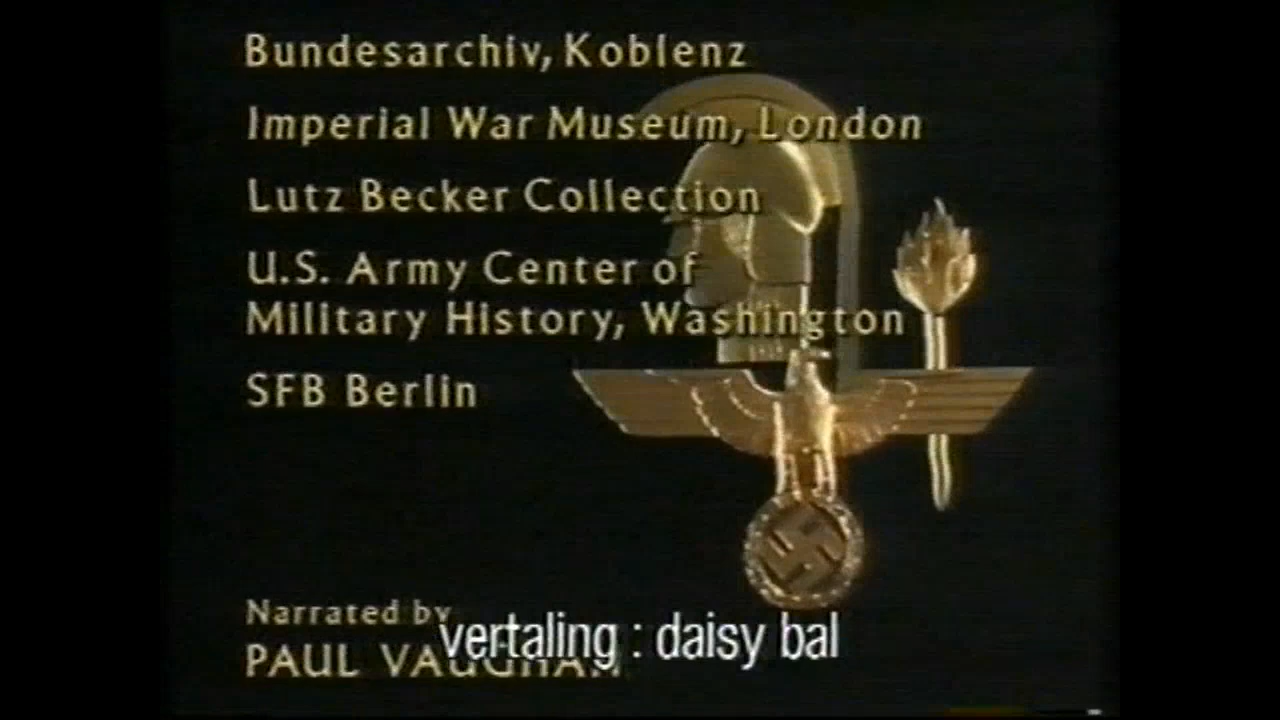 Bundesarchiv, Koblenz
Imperial War Museum, London
Lutz Becker Collection
U.S. Army Center of
Military History, Washington
SFB Berlin
Narrated by
PAUL VAUGHAN
vertaling : daisy bal